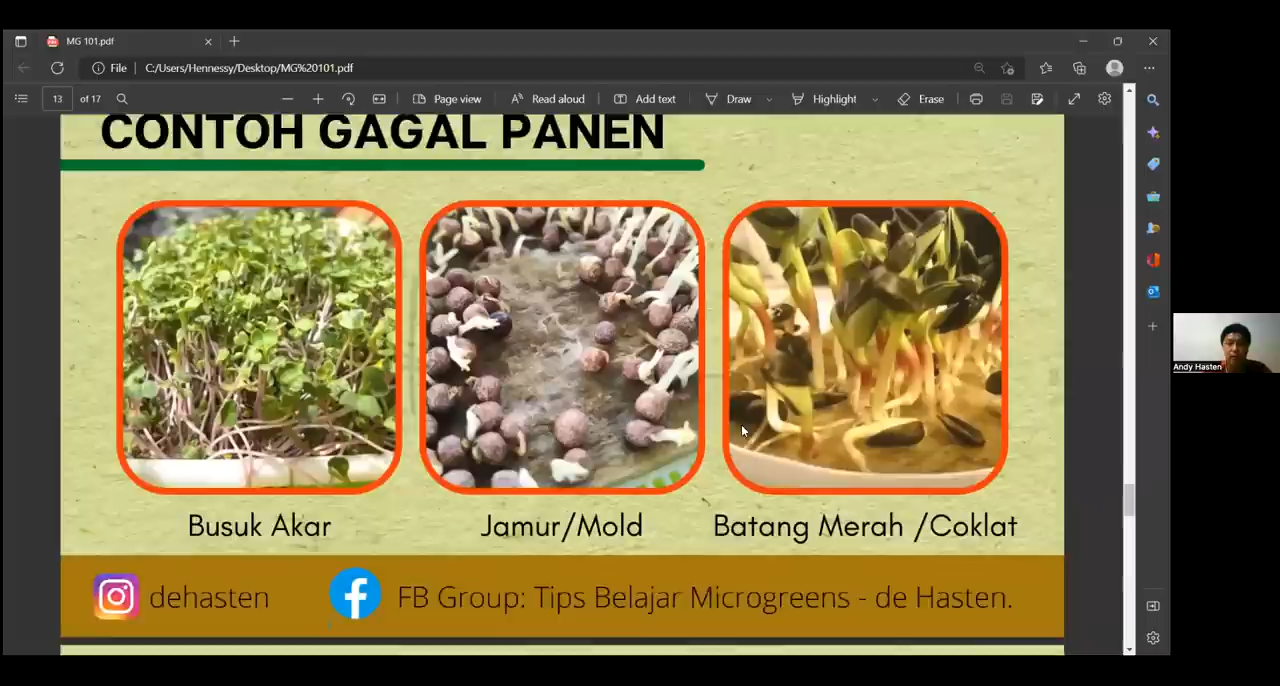 MG 101.pdf
File
C:/Users/Hennessy/Desktop/MG%20101.pdf
13 of 17
Page view
Read aloud
Add text
Draw
Highlight
Erase
CONTOH GAGAL PANEN
Busuk Akar
Jamur/Mold
Batang Merah /Coklat
dehasten
FB Group: Tips Belajar Microgreens - de Hasten.
Andy Hasten